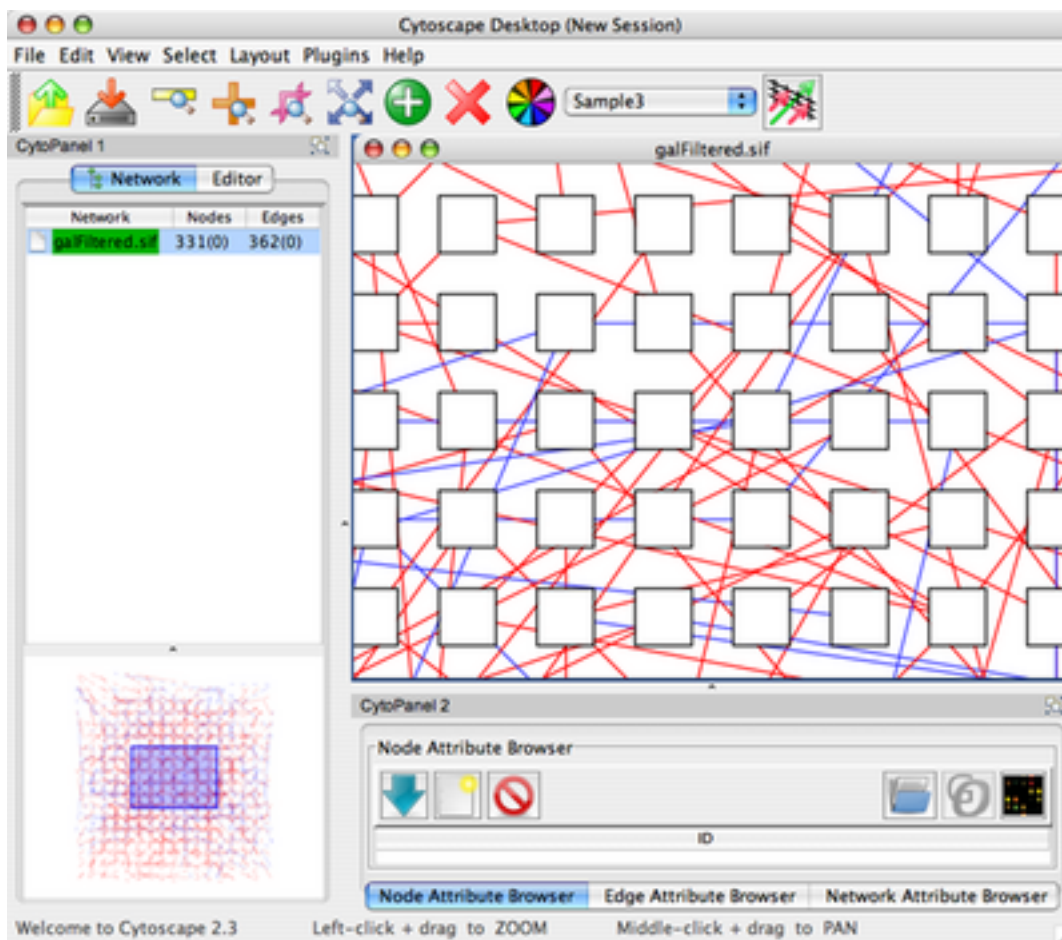 Cytoscape Desktop (New Session)
File Edit View Select Layout Plugins Help
Sample3
CytoPanel 1
galFiltered.sif
Network Editor
Network Nodes Edges
galFiltered.sif 331(0) 362(0)
CytoPanel 2
Node Attribute Browser
ID
Node Attribute Browser Edge Attribute Browser Network Attribute Browser
Welcome to Cytoscape 2.3 Left-click + drag to ZOOM Middle-click + drag to PAN